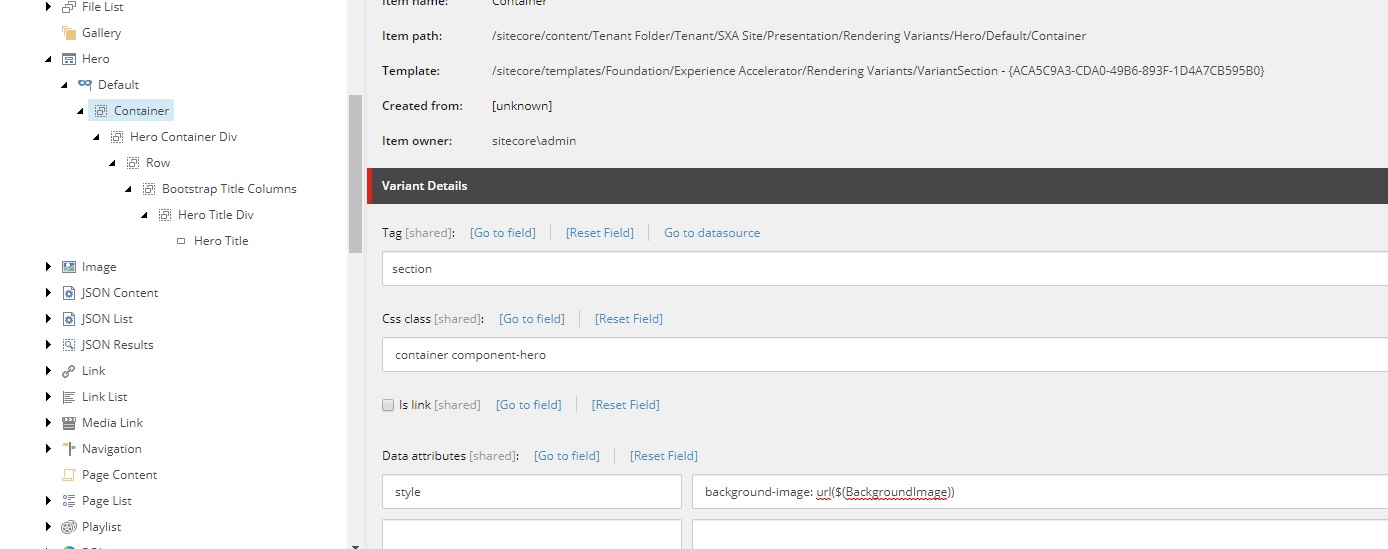 File List
Gallery
Hero
Default
Container
Hero Container Div
Row
Bootstrap Title Columns
Hero Title Div
Hero Title
Image
JSON Content
JSON List
JSON Results
Link
Link List
Media Link
Navigation
Page Content
Page List
Playlist
Item name: Container
Item path: /sitecore/content/Tenant Folder/Tenant/SXA Site/Presentation/Rendering Variants/Hero/Default/Container
Template: /sitecore/templates/Foundation/Experience Accelerator/Rendering Variants/VariantSection - {ACA5C9A3-CDA0-49B6-893F-1D4A7CB595B0}
Created from: [unknown]
Item owner: sitecore\admin
Variant Details
Tag [shared]: [Go to field] [Reset Field] Go to datasource
section
Css class [shared]: [Go to field] [Reset Field]
container component-hero
Is link [shared] [Go to field] [Reset Field]
Data attributes [shared]: [Go to field] [Reset Field]
style background-image: url($(BackgroundImage))